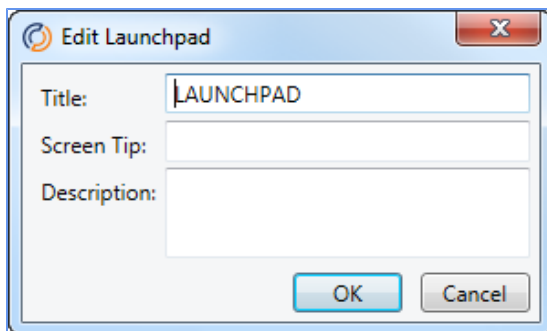 Edit Launchpad
Title: LAUNCHPAD
Screen Tip:
Description:
OK Cancel